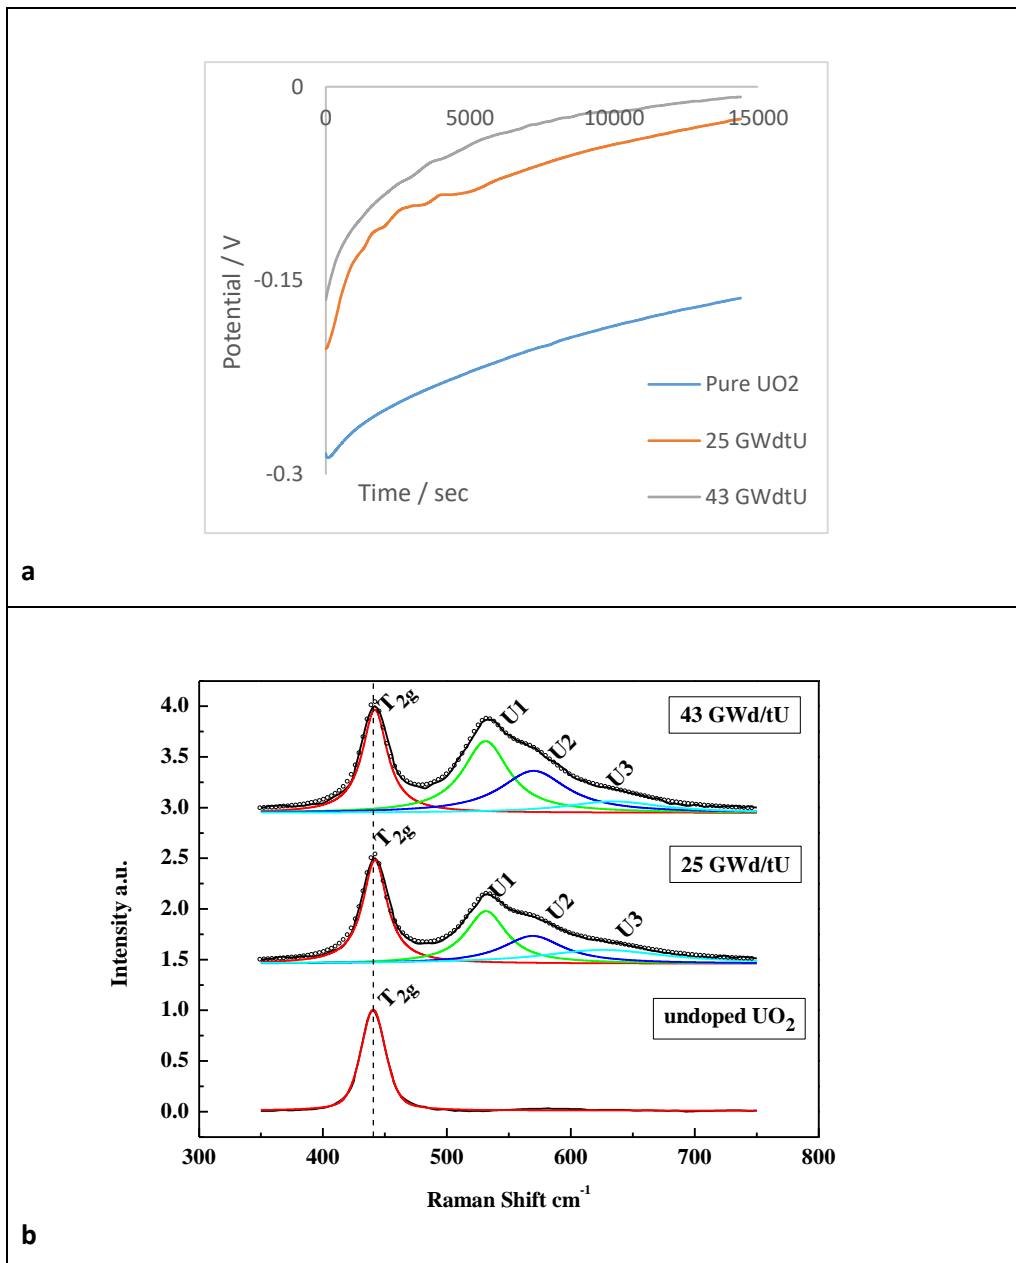 0
0 5000 10000 15000
-0.15
-0.3
Potential / V
Time / sec
Pure UO2
25 GWdtU
43 GWdtU
a
4.0
3.5
3.0
2.5
2.0
1.5
1.0
0.5
0.0
Intensity a.u.
T2g
U1
U2
U3
43 GWd/tU
T2g
U1
U2
U3
25 GWd/tU
T2g
undoped UO2
300 400 500 600 700 800
Raman Shift cm-1
b